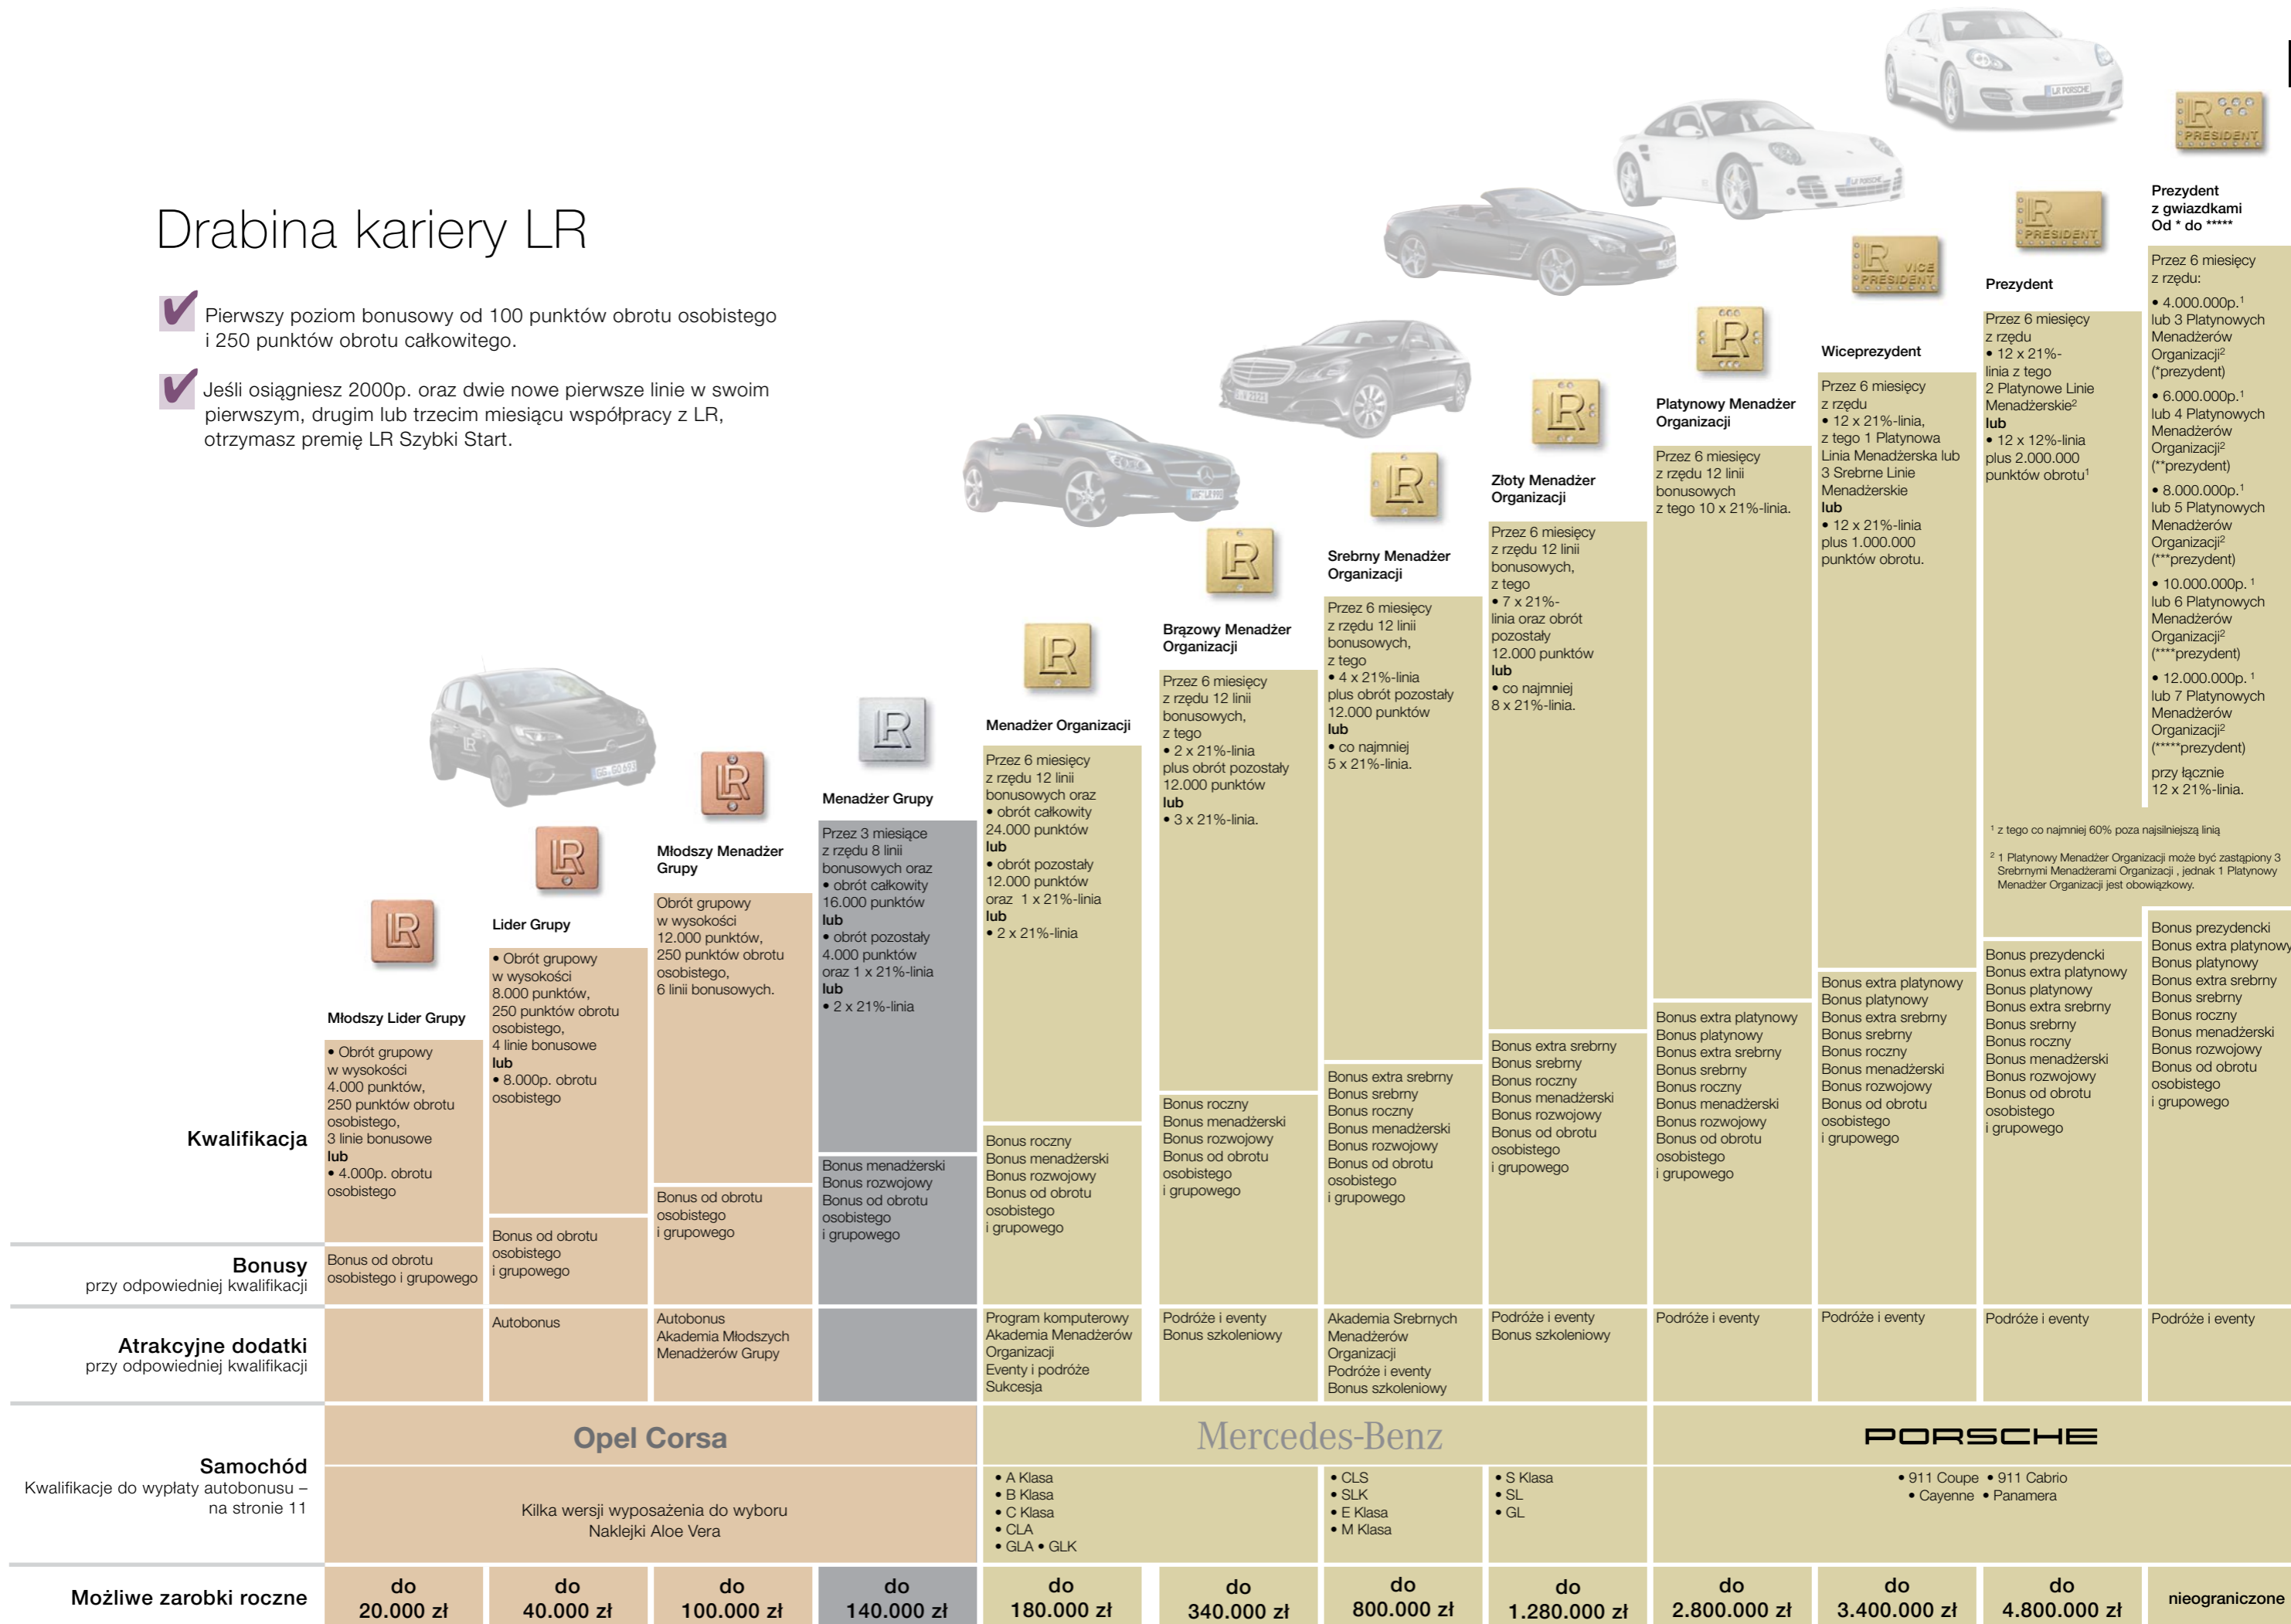 Drabina kariery LR
✔ Pierwszy poziom bonusowy od 100 punktów obrotu osobistego
i 250 punktów obrotu całkowitego.
✔ Jeśli osiągniesz 2000p. oraz dwie nowe pierwsze linie w swoim
pierwszym, drugim lub trzecim miesiącu współpracy z LR,
otrzymasz premię LR Szybki Start.
Kwalifikacja
LR
Młodszy Lider Grupy
• Obrót grupowy
w wysokości
4.000 punktów,
250 punktów obrotu
osobistego,
3 linie bonusowe
lub
• 4.000p. obrotu
osobistego
LR
Lider Grupy
• Obrót grupowy
w wysokości
8.000 punktów,
250 punktów obrotu
osobistego,
4 linie bonusowe
lub
• 8.000p. obrotu
osobistego
LR
Młodszy Menadżer
Grupy
Obrót grupowy
w wysokości
12.000 punktów,
250 punktów obrotu
osobistego,
6 linii bonusowych.
LR
Menadżer Grupy
Przez 3 miesiące
z rzędu 8 linii
bonusowych oraz
• obrót całkowity
16.000 punktów
lub
• obrót pozostały
4.000 punktów
oraz 1 x 21%-linia
lub
• 2 x 21%-linia
LR
Menadżer Organizacji
Przez 6 miesięcy
z rzędu 12 linii
bonusowych oraz
• obrót całkowity
24.000 punktów
lub
• obrót pozostały
12.000 punktów
oraz 1 x 21%-linia
lub
• 2 x 21%-linia
LR
Brązowy Menadżer
Organizacji
Przez 6 miesięcy
z rzędu 12 linii
bonusowych,
z tego
• 2 x 21%-linia
plus obrót pozostały
12.000 punktów
lub
• 3 x 21%-linia.
LR
Srebrny Menadżer
Organizacji
Przez 6 miesięcy
z rzędu 12 linii
bonusowych,
z tego
• 4 x 21%-linia
plus obrót pozostały
12.000 punktów
lub
• co najmniej
5 x 21%-linia.
LR
Złoty Menadżer
Organizacji
Przez 6 miesięcy
z rzędu 12 linii
bonusowych,
z tego
• 7 x 21%-
linia oraz obrót
pozostały
12.000 punktów
lub
• co najmniej
8 x 21%-linia.
LR
Platynowy Menadżer
Organizacji
Przez 6 miesięcy
z rzędu 12 linii
bonusowych
z tego 10 x 21%-linia.
LR VICE
PRESIDENT
Wiceprezydent
Przez 6 miesięcy
z rzędu
• 12 x 21%-linia,
z tego 1 Platynowa
Linia Menadżerska lub
3 Srebrne Linie
Menadżerskie
lub
• 12 x 21%-linia
plus 1.000.000
punktów obrotu.
LR
PRESIDENT
Prezydent
Przez 6 miesięcy
z rzędu
• 12 x 21%-
linia z tego
2 Platynowe Linie
Menadżerskie²
lub
• 12 x 12%-linia
plus 2.000.000
punktów obrotu¹
LR
PRESIDENT
Prezydent
z gwiazdkami
Od * do *****
Przez 6 miesięcy
z rzędu:
• 4.000.000p.¹
lub 3 Platynowych
Menadżerów
Organizacji²
(*prezydent)
• 6.000.000p.¹
lub 4 Platynowych
Menadżerów
Organizacji²
(**prezydent)
• 8.000.000p.¹
lub 5 Platynowych
Menadżerów
Organizacji²
(***prezydent)
• 10.000.000p. ¹
lub 6 Platynowych
Menadżerów
Organizacji²
(****prezydent)
• 12.000.000p. ¹
lub 7 Platynowych
Menadżerów
Organizacji²
(*****prezydent)
przy łącznie
12 x 21%-linia.
¹ z tego co najmniej 60% poza najsilniejszą linią
² 1 Platynowy Menadżer Organizacji może być zastąpiony 3
Srebrnymi Menadżerami Organizacji , jednak 1 Platynowy
Menadżer Organizacji jest obowiązkowy.
Bonusy
przy odpowiedniej kwalifikacji
Bonus od obrotu
osobistego i grupowego
Bonus od obrotu
osobistego
i grupowego
Bonus od obrotu
osobistego
i grupowego
Bonus menadżerski
Bonus rozwojowy
Bonus od obrotu
osobistego
i grupowego
Bonus roczny
Bonus menadżerski
Bonus rozwojowy
Bonus od obrotu
osobistego
i grupowego
Bonus roczny
Bonus menadżerski
Bonus rozwojowy
Bonus od obrotu
osobistego
i grupowego
Bonus extra srebrny
Bonus srebrny
Bonus roczny
Bonus menadżerski
Bonus rozwojowy
Bonus od obrotu
osobistego
i grupowego
Bonus extra srebrny
Bonus srebrny
Bonus roczny
Bonus menadżerski
Bonus rozwojowy
Bonus od obrotu
osobistego
i grupowego
Bonus extra platynowy
Bonus platynowy
Bonus extra srebrny
Bonus srebrny
Bonus roczny
Bonus menadżerski
Bonus rozwojowy
Bonus od obrotu
osobistego
i grupowego
Bonus extra platynowy
Bonus platynowy
Bonus extra srebrny
Bonus srebrny
Bonus roczny
Bonus menadżerski
Bonus rozwojowy
Bonus od obrotu
osobistego
i grupowego
Bonus prezydencki
Bonus extra platynowy
Bonus platynowy
Bonus extra srebrny
Bonus srebrny
Bonus roczny
Bonus menadżerski
Bonus rozwojowy
Bonus od obrotu
osobistego
i grupowego
Bonus prezydencki
Bonus extra platynowy
Bonus platynowy
Bonus extra srebrny
Bonus srebrny
Bonus roczny
Bonus menadżerski
Bonus rozwojowy
Bonus od obrotu
osobistego
i grupowego
Atrakcyjne dodatki
przy odpowiedniej kwalifikacji
Autobonus
Autobonus
Akademia Młodszych
Menadżerów Grupy
Program komputerowy
Akademia Menadżerów
Organizacji
Eventy i podróże
Sukcesja
Podróże i eventy
Bonus szkoleniowy
Akademia Srebrnych
Menadżerów
Organizacji
Podróże i eventy
Bonus szkoleniowy
Podróże i eventy
Bonus szkoleniowy
Podróże i eventy
Podróże i eventy
Podróże i eventy
Podróże i eventy
Samochód
Kwalifikacje do wypłaty autobonusu –
na stronie 11
Opel Corsa
Kilka wersji wyposażenia do wyboru
Naklejki Aloe Vera
Mercedes-Benz
• A Klasa
• B Klasa
• C Klasa
• CLA
• GLA • GLK
• CLS
• SLK
• E Klasa
• M Klasa
• S Klasa
• SL
• GL
PORSCHE
• 911 Coupe • 911 Cabrio
• Cayenne • Panamera
Możliwe zarobki roczne
do
20.000 zł
do
40.000 zł
do
100.000 zł
do
140.000 zł
do
180.000 zł
do
340.000 zł
do
800.000 zł
do
1.280.000 zł
do
2.800.000 zł
do
3.400.000 zł
do
4.800.000 zł
nieograniczone